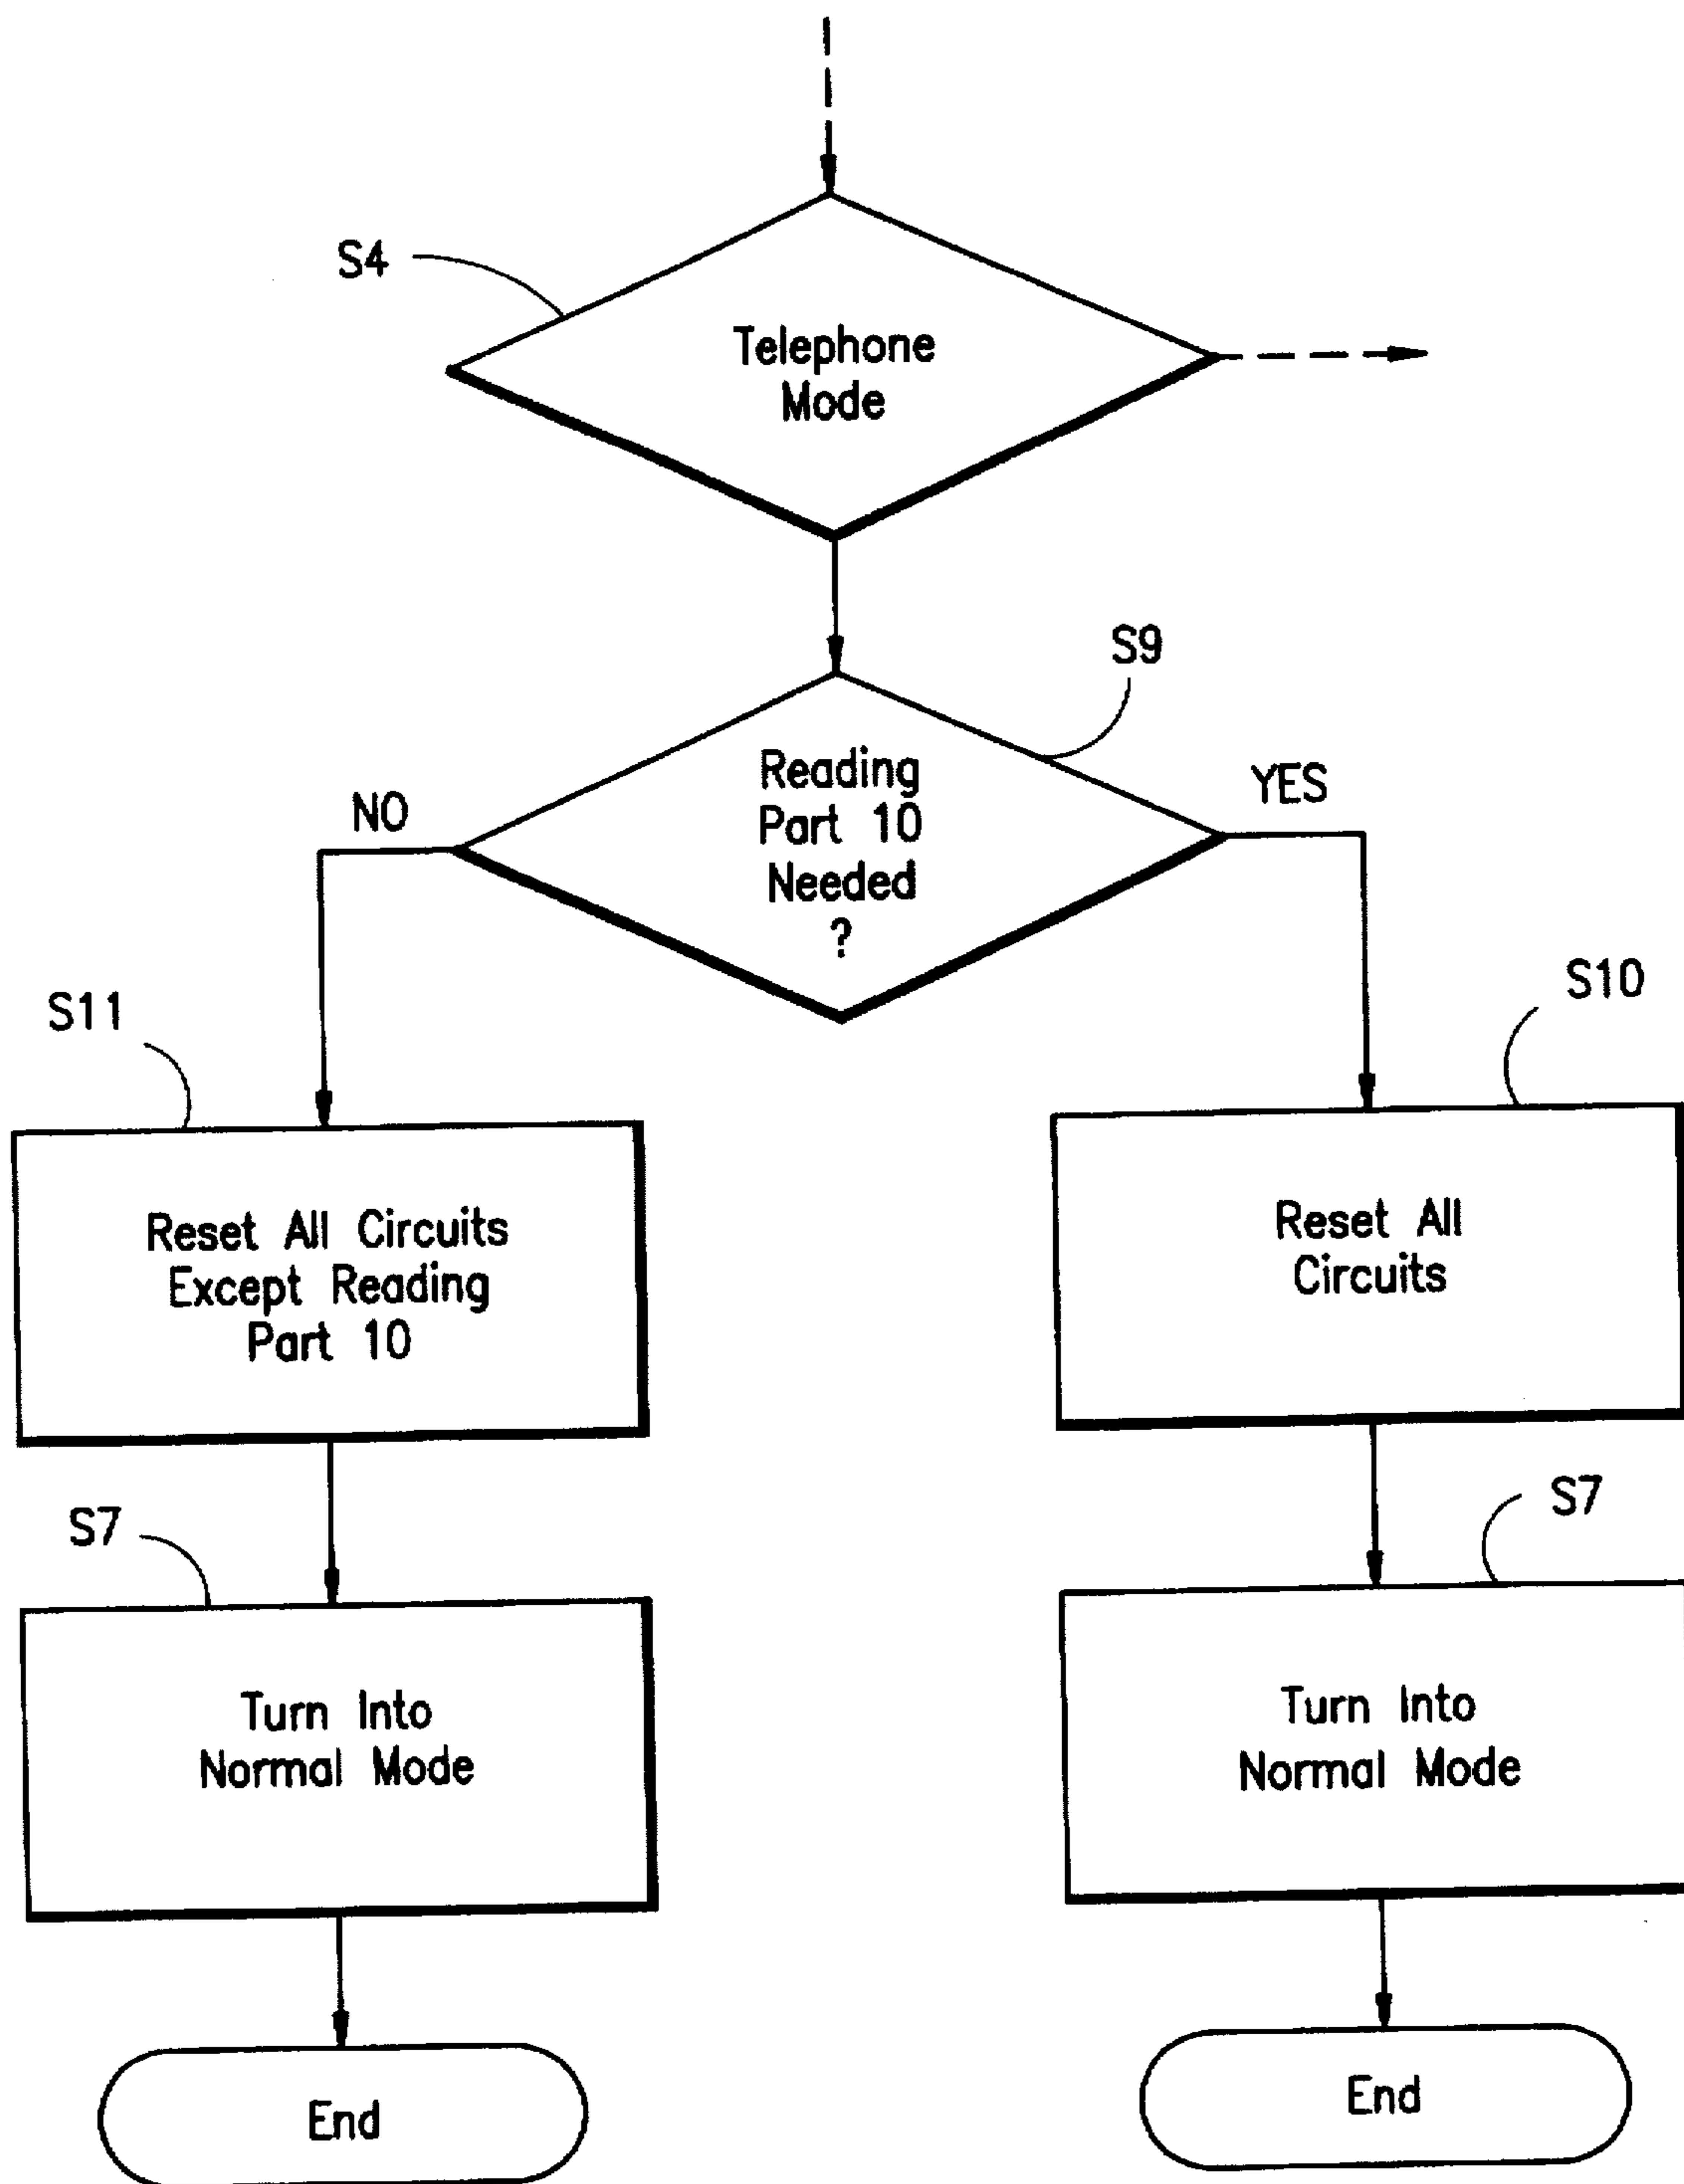 S4
Telephone
Mode
S9
Reading
Part 10
Needed
?
NO
YES
S11
S10
Reset All Circuits
Except Reading
Part 10
Reset All
Circuits
S7
S7
Turn Into
Normal Mode
Turn Into
Normal Mode
End
End